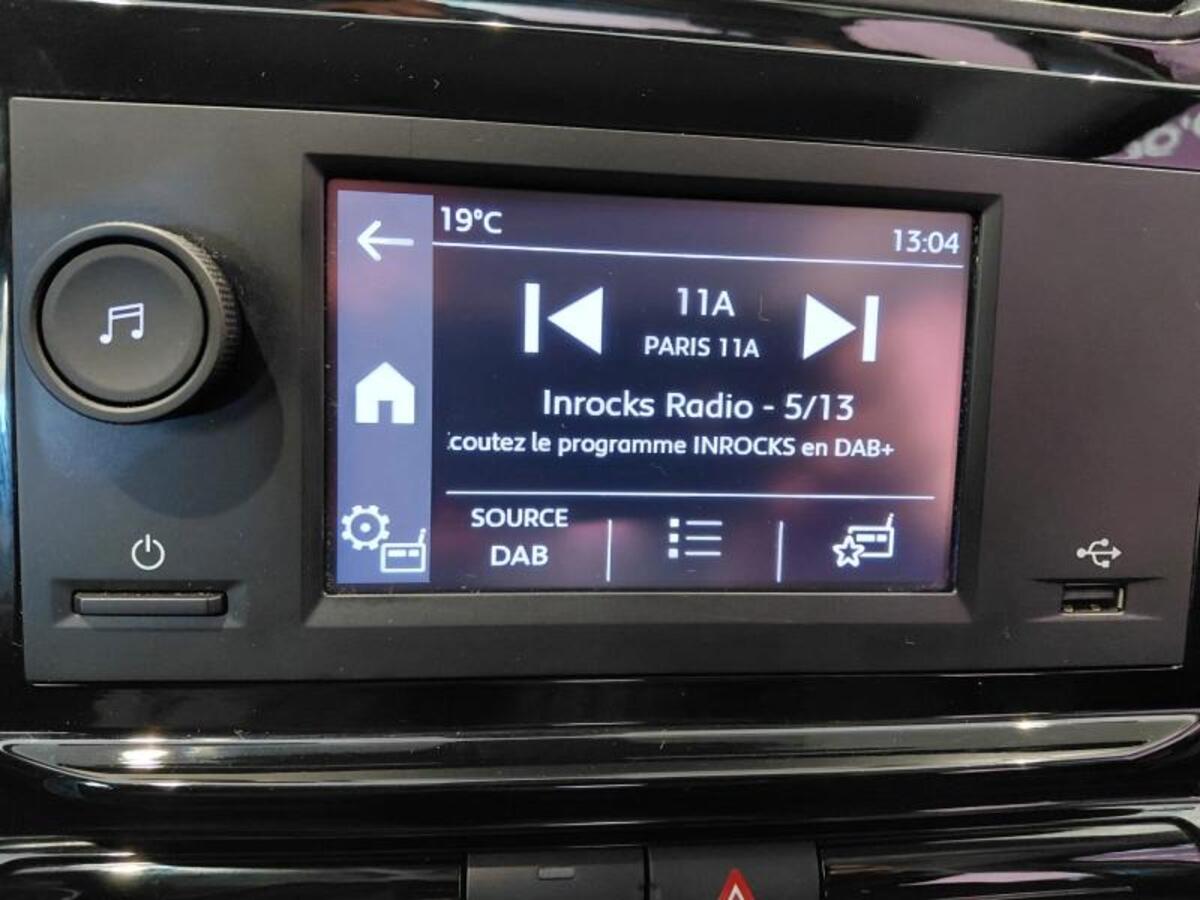 19°C
13:04
11A
PARIS 11A
Inrocks Radio - 5/13
coutez le programme INROCKS en DAB+
SOURCE
DAB